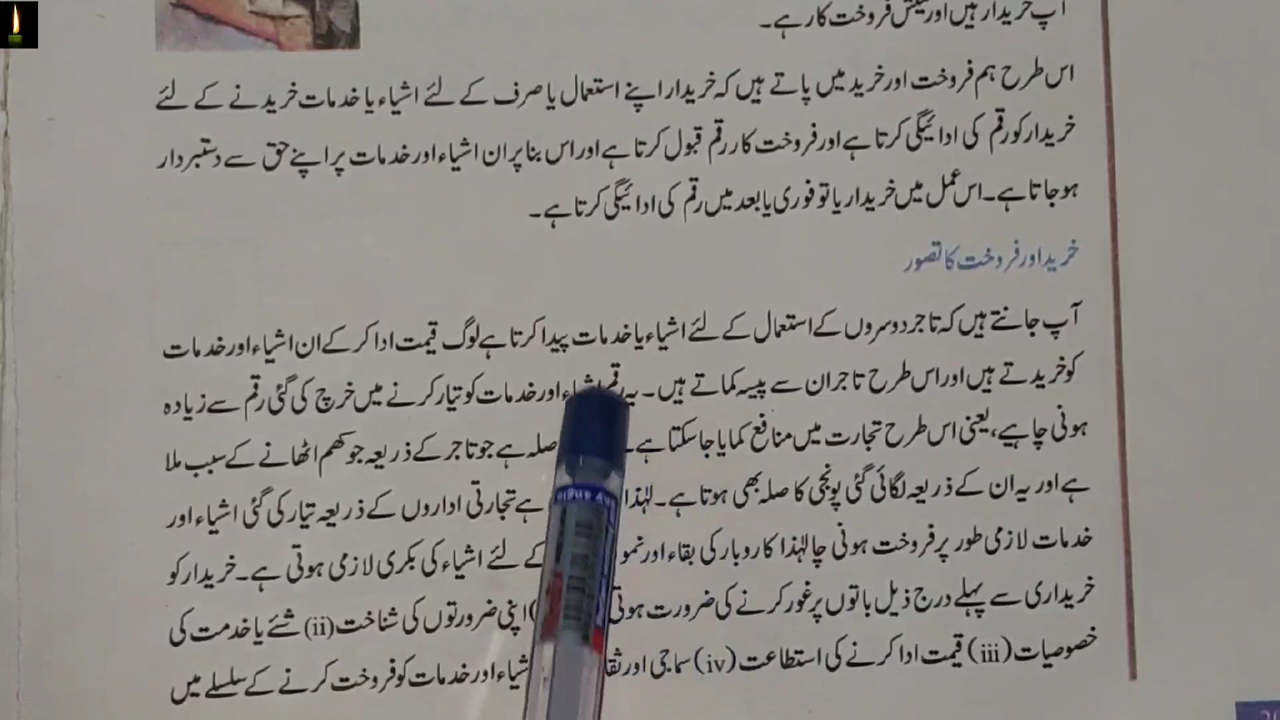 آپ خریدار ہیں اور ٹیکس فروخت کار ہے۔
اس طرح ہم فروخت اور خرید میں پاتے ہیں کہ خریدار اپنے استعمال یا صرف کے لئے اشیاء یا خدمات خریدنے کے لئے
خریدار کو رقم کی ادائیگی کرتا ہے اور فروخت کار رقم قبول کرتا ہے اور اس بنا پر ان اشیاء اور خدمات پر اپنے حق سے دستبردار
ہو جاتا ہے۔ اس عمل میں خریدار یا تو فوری یا بعد میں رقم کی ادائیگی کرتا ہے۔
خرید اور فروخت کا تصور
آپ جانتے ہیں کہ تاجر دوسروں کے استعمال کے لئے اشیاء یا خدمات پیدا کرتا ہے لوگ قیمت ادا کر کے ان اشیاء اور خدمات
کو خریدتے ہیں اور اس طرح تاجر ان سے پیسہ کماتے ہیں۔ یہ رقم اشیاء اور خدمات کو تیار کرنے میں خرچ کی گئی رقم سے زیادہ
ہونی چاہیے، یعنی اس طرح تجارت میں منافع کمایا جا سکتا ہے۔ صلہ ہے جو تاجر کے ذریعہ جوکھم اٹھانے کے سبب ملا
ہے اور یہ ان کے ذریعہ لگائی گئی پونجی کا صلہ بھی ہوتا ہے۔ لہٰذا ہے تجارتی اداروں کے ذریعہ تیار کی گئی اشیاء اور
خدمات لازمی طور پر فروخت ہونی چا لہٰذا کاروبار کی بقاء اور نمو کے لئے اشیاء کی بکری لازمی ہوتی ہے۔ خریدار کو
خریداری سے پہلے درج ذیل باتوں پر غور کرنے کی ضرورت ہوتی اپنی ضرورتوں کی شناخت (ii) شئے یا خدمت کی
خصوصیات (iii) قیمت ادا کرنے کی استطاعت (iv) سماجی اور اشیاء اور خدمات کو فروخت کرنے کے سلسلے میں